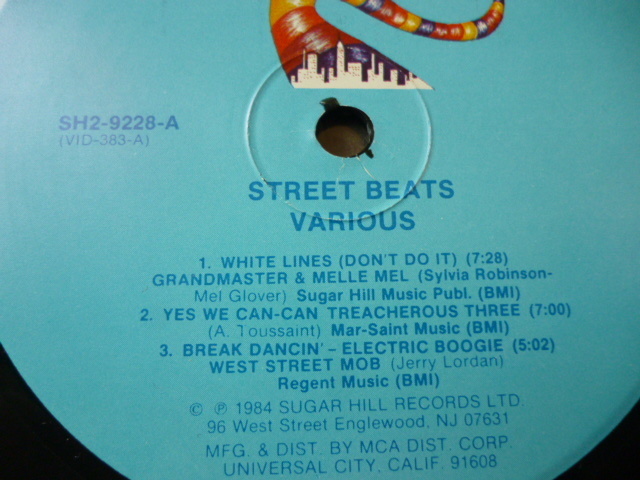 SH2-9228-A
(VID-383-A)
STREET BEATS
VARIOUS
1. WHITE LINES (DON'T DO IT) (7:28)
GRANDMASTER & MELLE MEL (Sylvia Robinson-
Mel Glover) Sugar Hill Music Publ. (BMI)
2. YES WE CAN-CAN TREACHEROUS THREE (7:00)
(A. Toussaint) Mar-Saint Music (BMI)
3. BREAK DANCIN' – ELECTRIC BOOGIE (5:02)
WEST STREET MOB (Jerry Lordan)
Regent Music (BMI)
© ℗ 1984 SUGAR HILL RECORDS LTD.
96 West Street Englewood, NJ 07631
MFG. & DIST. BY MCA DIST. CORP.
UNIVERSAL CITY, CALIF. 91608